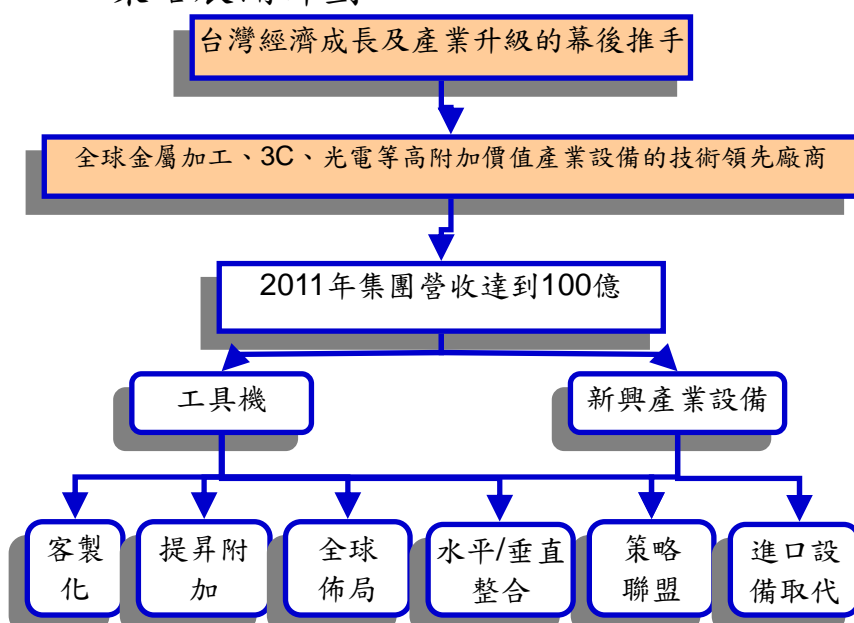 台灣經濟成長及產業升級的幕後推手
全球金屬加工、3C、光電等高附加價值產業設備的技術領先廠商
2011年集團營收達到100億
工具機
新興產業設備
客製
化
提昇附
加
全球
佈局
水平/垂直
整合
策略
聯盟
進口設
備取代